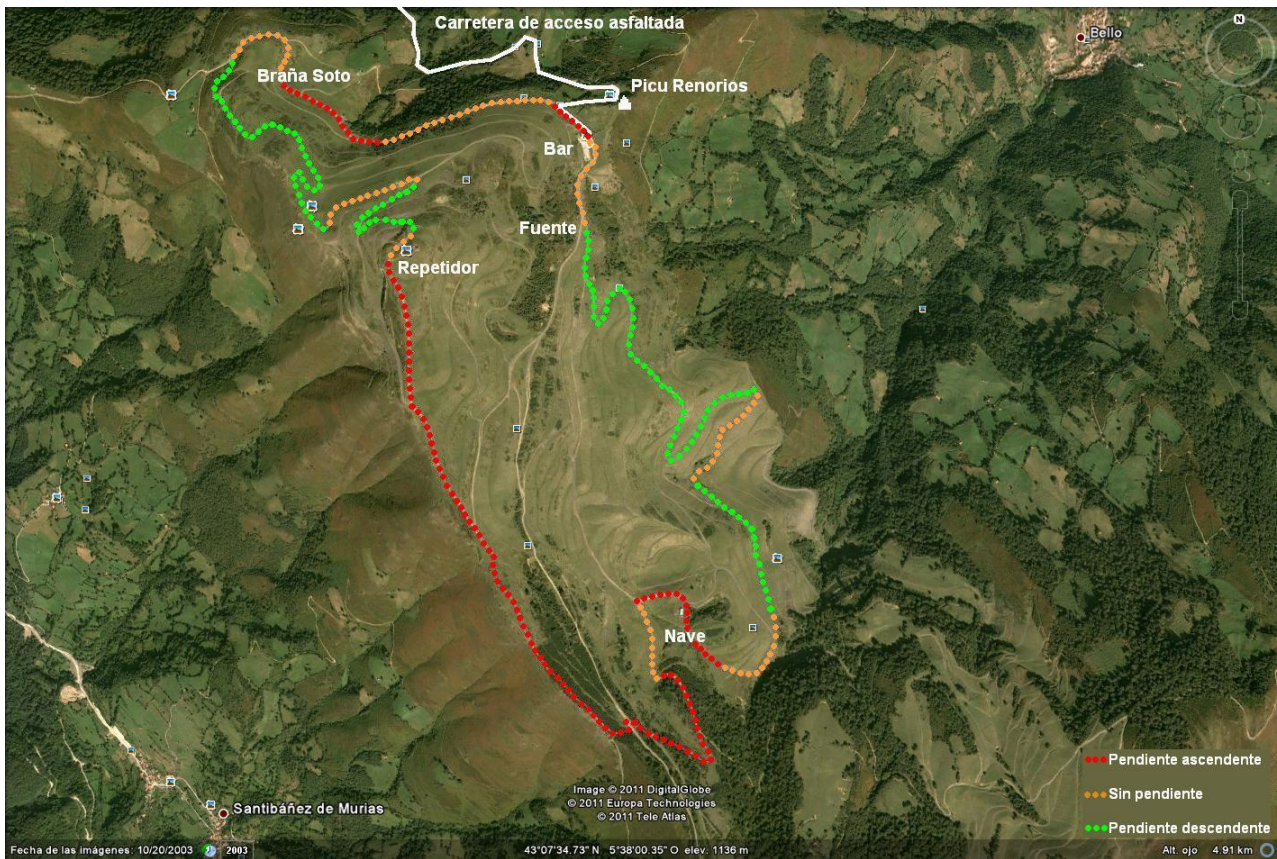 Carretera de acceso asfaltada
N
Bello
Braña Soto
Picu Renorios
Bar
Fuente
Repetidor
Nave
Pendiente ascendente
Sin pendiente
Pendiente descendente
Santibáñez de Murias
Image © 2011 DigitalGlobe
© 2011 Europa Technologies
© 2011 Tele Atlas
Fecha de las imágenes: 10/20/2003 2003 43°07'34.73" N 5°38'00.35" O elev. 1136 m Alt. ojo 4.91 km